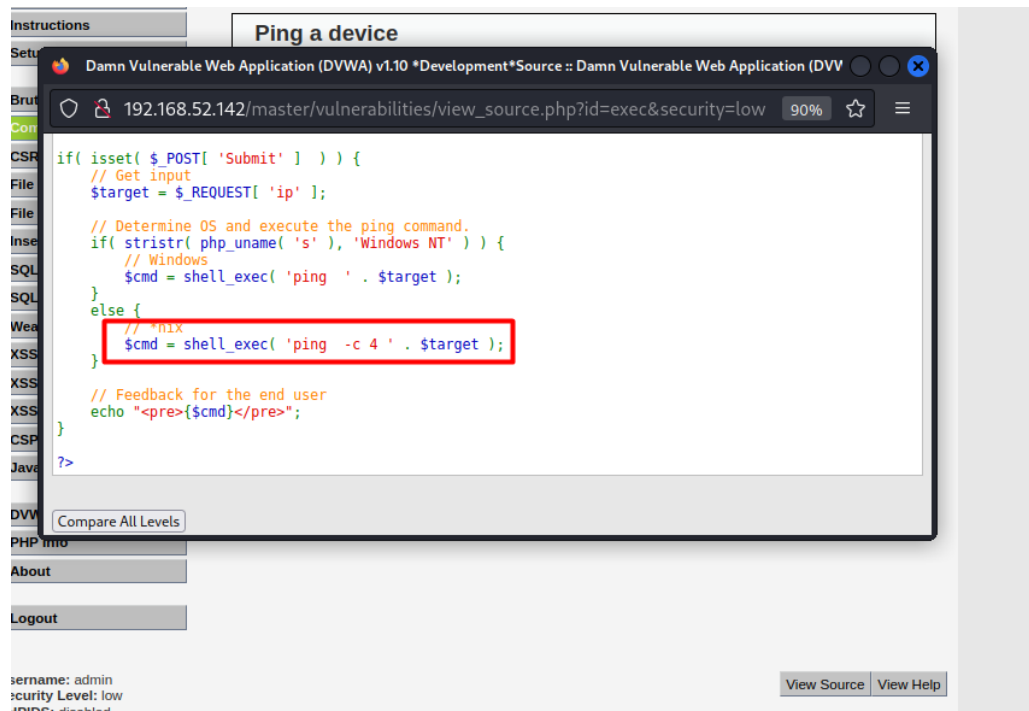 Instructions
Ping a device
Setu
Damn Vulnerable Web Application (DVWA) v1.10 *Development*Source :: Damn Vulnerable Web Application (DVV
Brut
192.168.52.142/master/vulnerabilities/view_source.php?id=exec&security=low 90%
Com
CSR
File
File
Inse
SQL
SQL
Wea
XSS
XSS
XSS
CSP
Java
DVW
PHP Info
About
Logout
if( isset( $_POST[ 'Submit' ]  ) ) {
    // Get input
    $target = $_REQUEST[ 'ip' ];
    // Determine OS and execute the ping command.
    if( stristr( php_uname( 's' ), 'Windows NT' ) ) {
        // Windows
        $cmd = shell_exec( 'ping  ' . $target );
    }
    else {
        // *nix
        $cmd = shell_exec( 'ping  -c 4 ' . $target );
    }
    // Feedback for the end user
    echo "<pre>{$cmd}</pre>";
}
?>
Compare All Levels
sername: admin
ecurity Level: low
View Source View Help